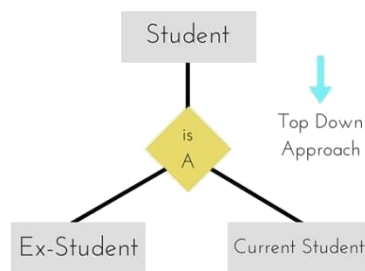 Student
is
A
Top Down
Approach
Ex-Student
Current Student